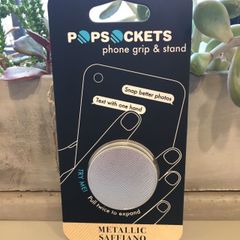 POPSOCKETS
phone grip & stand
Snap better photos
Text with one hand
TRY ME!
Pull twice to expand
METALLIC
SAFFIANO